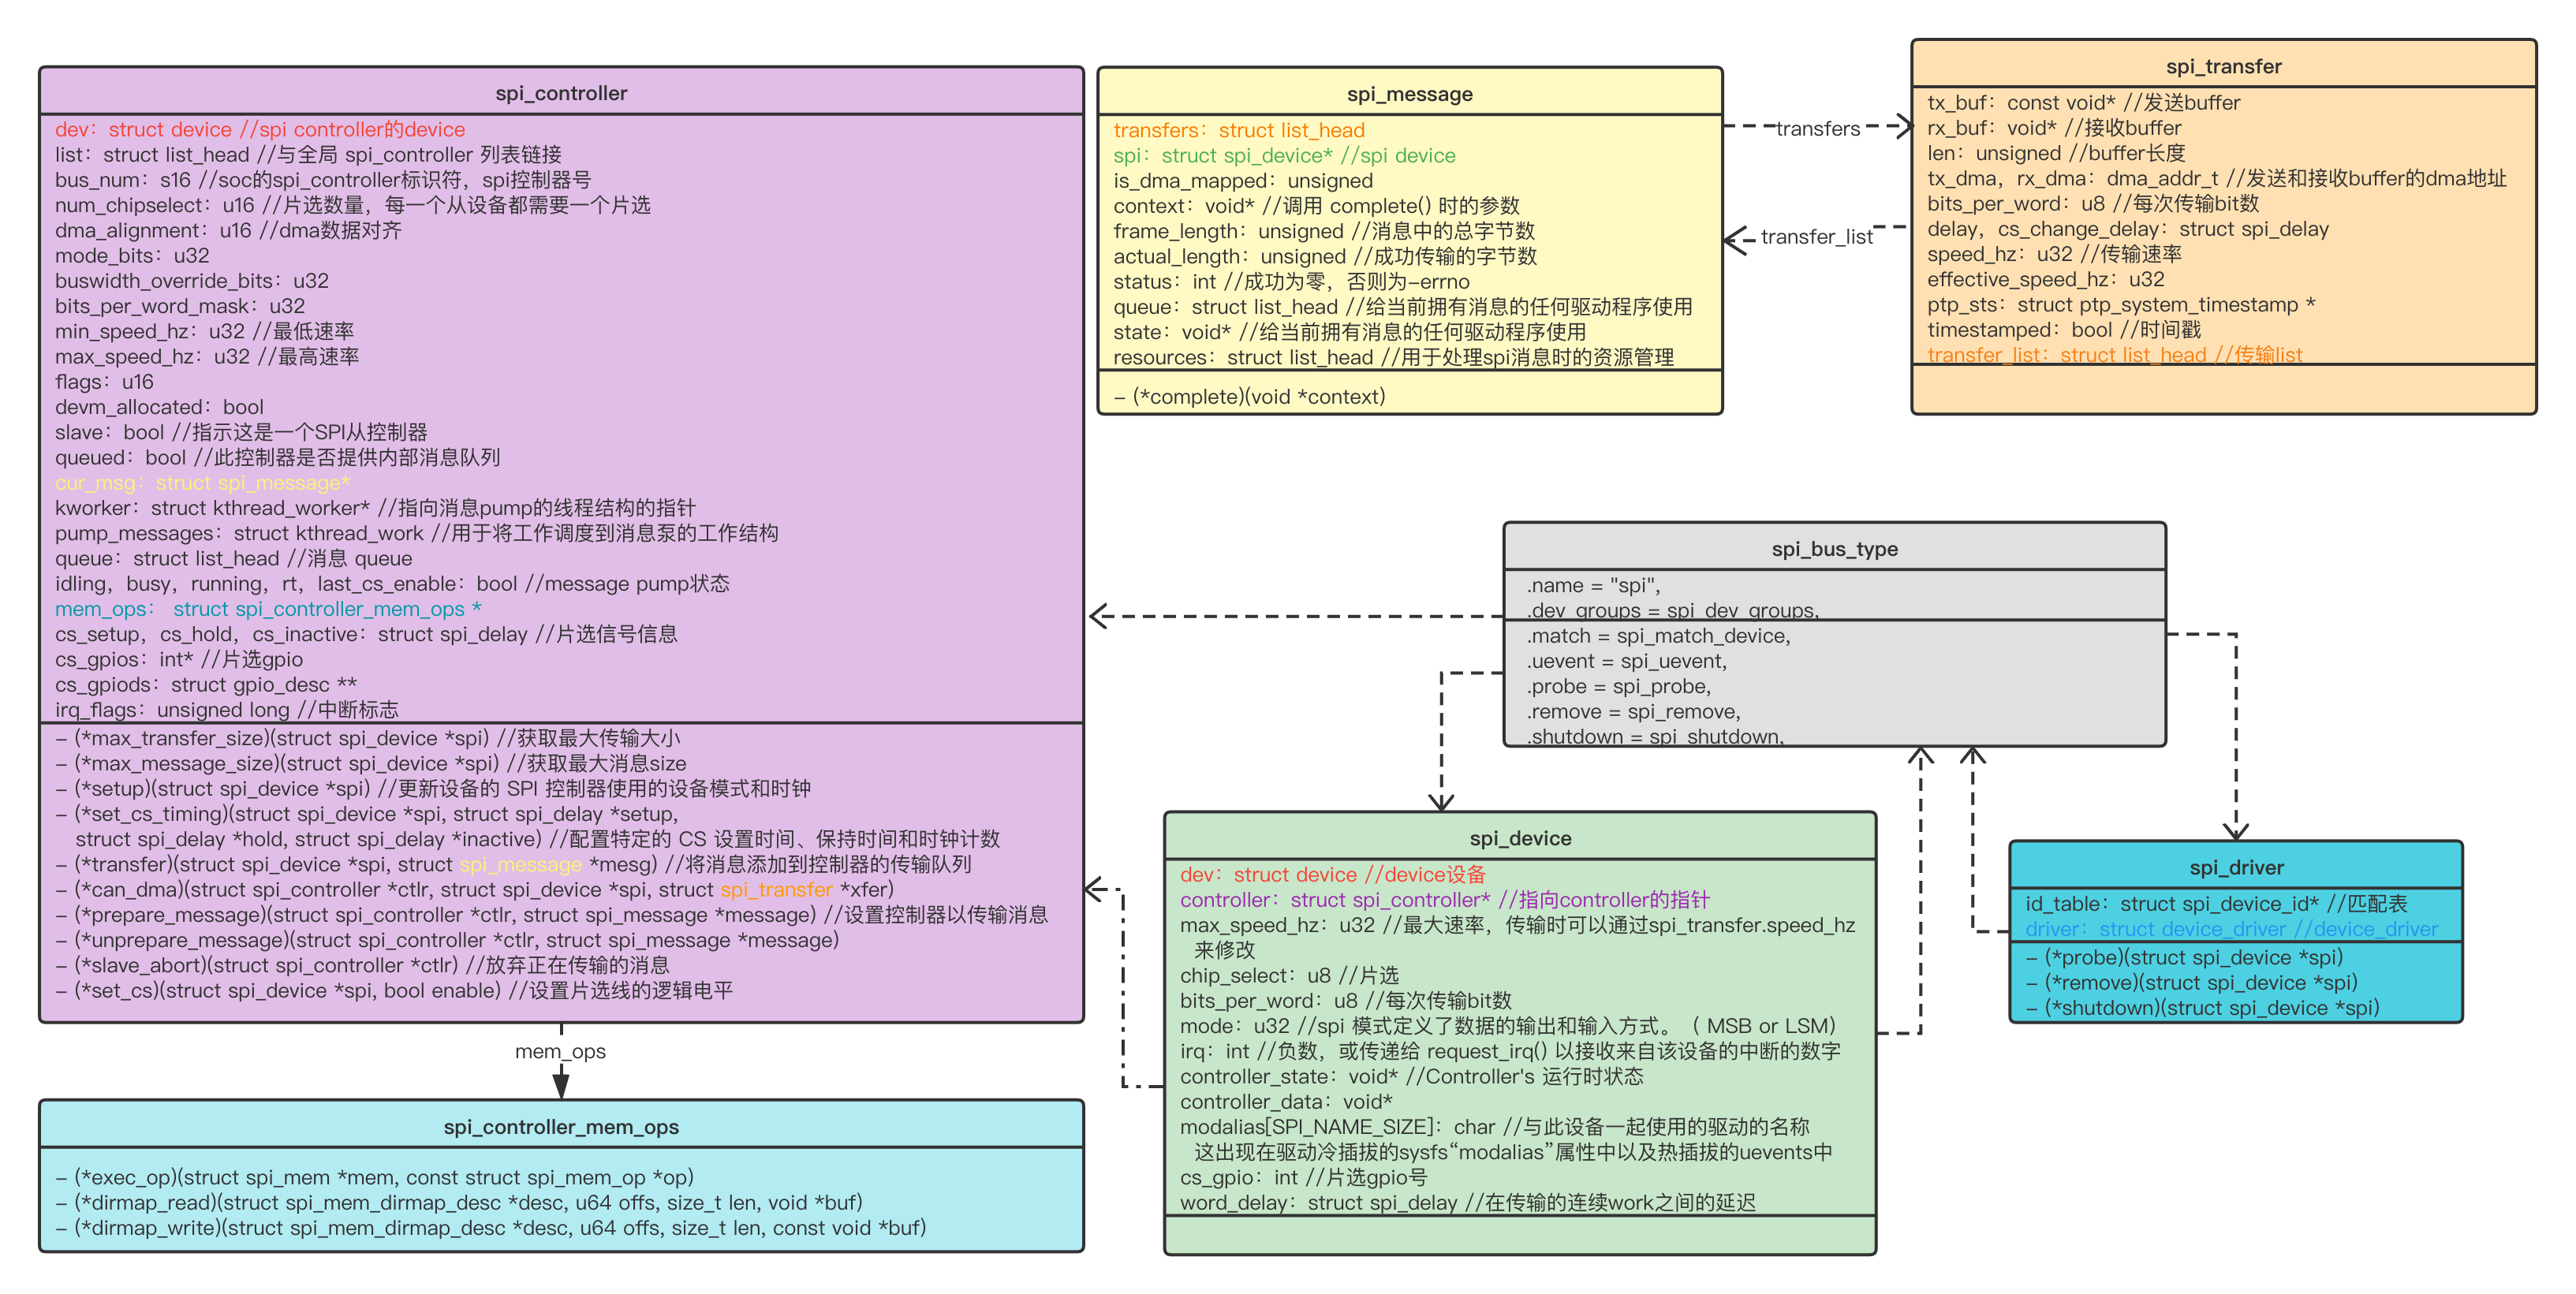 spi_controller
dev：struct device //spi controller的device
list：struct list_head //与全局 spi_controller 列表链接
bus_num：s16 //soc的spi_controller标识符，spi控制器号
num_chipselect：u16 //片选数量，每一个从设备都需要一个片选
dma_alignment：u16 //dma数据对齐
mode_bits：u32
buswidth_override_bits：u32
bits_per_word_mask：u32
min_speed_hz：u32 //最低速率
max_speed_hz：u32 //最高速率
flags：u16
devm_allocated：bool
slave：bool //指示这是一个SPI从控制器
queued：bool //此控制器是否提供内部消息队列
cur_msg：struct spi_message*
kworker：struct kthread_worker* //指向消息pump的线程结构的指针
pump_messages：struct kthread_work //用于将工作调度到消息泵的工作结构
queue：struct list_head //消息 queue
idling，busy，running，rt，last_cs_enable：bool //message pump状态
mem_ops： struct spi_controller_mem_ops *
cs_setup，cs_hold，cs_inactive：struct spi_delay //片选信号信息
cs_gpios：int* //片选gpio
cs_gpiods：struct gpio_desc **
irq_flags：unsigned long //中断标志
- (*max_transfer_size)(struct spi_device *spi) //获取最大传输大小
- (*max_message_size)(struct spi_device *spi) //获取最大消息size
- (*setup)(struct spi_device *spi) //更新设备的 SPI 控制器使用的设备模式和时钟
- (*set_cs_timing)(struct spi_device *spi, struct spi_delay *setup,
struct spi_delay *hold, struct spi_delay *inactive) //配置特定的 CS 设置时间、保持时间和时钟计数
- (*transfer)(struct spi_device *spi, struct spi_message *mesg) //将消息添加到控制器的传输队列
- (*can_dma)(struct spi_controller *ctlr, struct spi_device *spi, struct spi_transfer *xfer)
- (*prepare_message)(struct spi_controller *ctlr, struct spi_message *message) //设置控制器以传输消息
- (*unprepare_message)(struct spi_controller *ctlr, struct spi_message *message)
- (*slave_abort)(struct spi_controller *ctlr) //放弃正在传输的消息
- (*set_cs)(struct spi_device *spi, bool enable) //设置片选线的逻辑电平
mem_ops
spi_controller_mem_ops
- (*exec_op)(struct spi_mem *mem, const struct spi_mem_op *op)
- (*dirmap_read)(struct spi_mem_dirmap_desc *desc, u64 offs, size_t len, void *buf)
- (*dirmap_write)(struct spi_mem_dirmap_desc *desc, u64 offs, size_t len, const void *buf)
spi_message
transfers：struct list_head
spi：struct spi_device* //spi device
is_dma_mapped：unsigned
context：void* //调用 complete() 时的参数
frame_length：unsigned //消息中的总字节数
actual_length：unsigned //成功传输的字节数
status：int //成功为零，否则为-errno
queue：struct list_head //给当前拥有消息的任何驱动程序使用
state：void* //给当前拥有消息的任何驱动程序使用
resources：struct list_head //用于处理spi消息时的资源管理
- (*complete)(void *context)
transfers
transfer_list
spi_transfer
tx_buf：const void* //发送buffer
rx_buf：void* //接收buffer
len：unsigned //buffer长度
tx_dma，rx_dma：dma_addr_t //发送和接收buffer的dma地址
bits_per_word：u8 //每次传输bit数
delay，cs_change_delay：struct spi_delay
speed_hz：u32 //传输速率
effective_speed_hz：u32
ptp_sts：struct ptp_system_timestamp *
timestamped：bool //时间戳
transfer_list：struct list_head //传输list
spi_bus_type
.name = "spi",
.dev_groups = spi_dev_groups,
.match = spi_match_device,
.uevent = spi_uevent,
.probe = spi_probe,
.remove = spi_remove,
.shutdown = spi_shutdown,
spi_device
dev：struct device //device设备
controller：struct spi_controller* //指向controller的指针
max_speed_hz：u32 //最大速率，传输时可以通过spi_transfer.speed_hz
来修改
chip_select：u8 //片选
bits_per_word：u8 //每次传输bit数
mode：u32 //spi 模式定义了数据的输出和输入方式。（ MSB or LSM）
irq：int //负数，或传递给 request_irq() 以接收来自该设备的中断的数字
controller_state：void* //Controller's 运行时状态
controller_data：void*
modalias[SPI_NAME_SIZE]：char //与此设备一起使用的驱动的名称
这出现在驱动冷插拔的sysfs“modalias”属性中以及热插拔的uevents中
cs_gpio：int //片选gpio号
word_delay：struct spi_delay //在传输的连续work之间的延迟
spi_driver
id_table：struct spi_device_id* //匹配表
driver：struct device_driver //device_driver
- (*probe)(struct spi_device *spi)
- (*remove)(struct spi_device *spi)
- (*shutdown)(struct spi_device *spi)